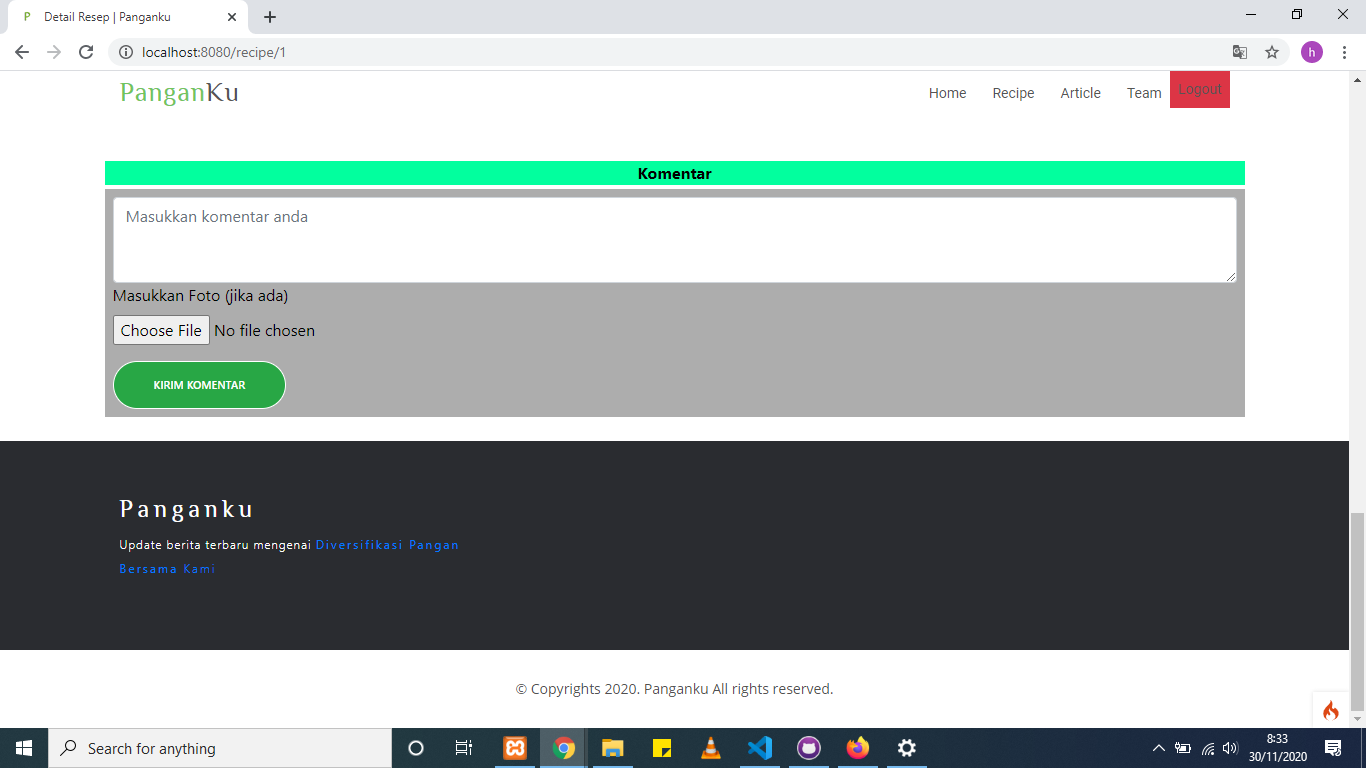 P Detail Resep | Panganku
localhost:8080/recipe/1
h
PanganKu Home Recipe Article Team Logout
Komentar
Masukkan komentar anda
Masukkan Foto (jika ada)
Choose File No file chosen
KIRIM KOMENTAR
Panganku
Update berita terbaru mengenai Diversifikasi Pangan
Bersama Kami
© Copyrights 2020. Panganku All rights reserved.
Search for anything
8:33
30/11/2020